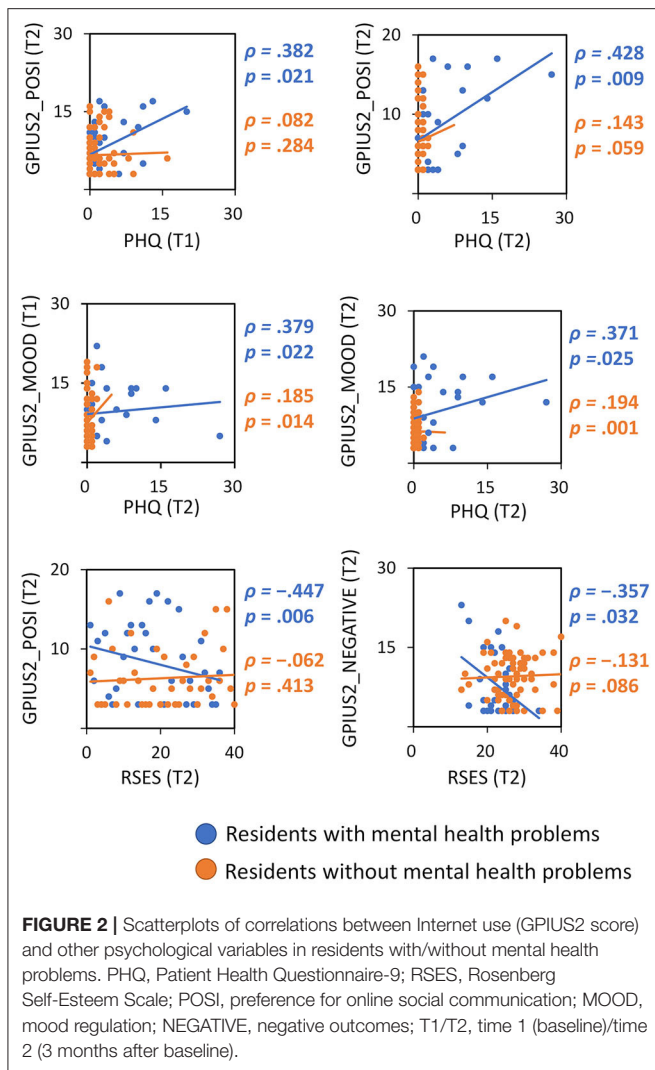 GPIUS2_POSI (T2)
30
15
0
0 15 30
PHQ (T1)
ρ = .382
p = .021
ρ = .082
p = .284
GPIUS2_POSI (T2)
20
10
0
0 15 30
PHQ (T2)
ρ = .428
p = .009
ρ = .143
p = .059
GPIUS2_MOOD (T1)
30
15
0
0 15 30
PHQ (T2)
ρ = .379
p = .022
ρ = .185
p = .014
GPIUS2_MOOD (T2)
30
15
0
0 15 30
PHQ (T2)
ρ = .371
p =.025
ρ = .194
p = .001
GPIUS2_POSI (T2)
20
10
0
0 20 40
RSES (T2)
ρ = −.447
p = .006
ρ = −.062
p = .413
GPIUS2_NEGATIVE (T2)
30
15
0
0 20 40
RSES (T2)
ρ = −.357
p = .032
ρ = −.131
p = .086
Residents with mental health problems
Residents without mental health problems
FIGURE 2 | Scatterplots of correlations between Internet use (GPIUS2 score)
and other psychological variables in residents with/without mental health
problems. PHQ, Patient Health Questionnaire-9; RSES, Rosenberg
Self-Esteem Scale; POSI, preference for online social communication; MOOD,
mood regulation; NEGATIVE, negative outcomes; T1/T2, time 1 (baseline)/time
2 (3 months after baseline).